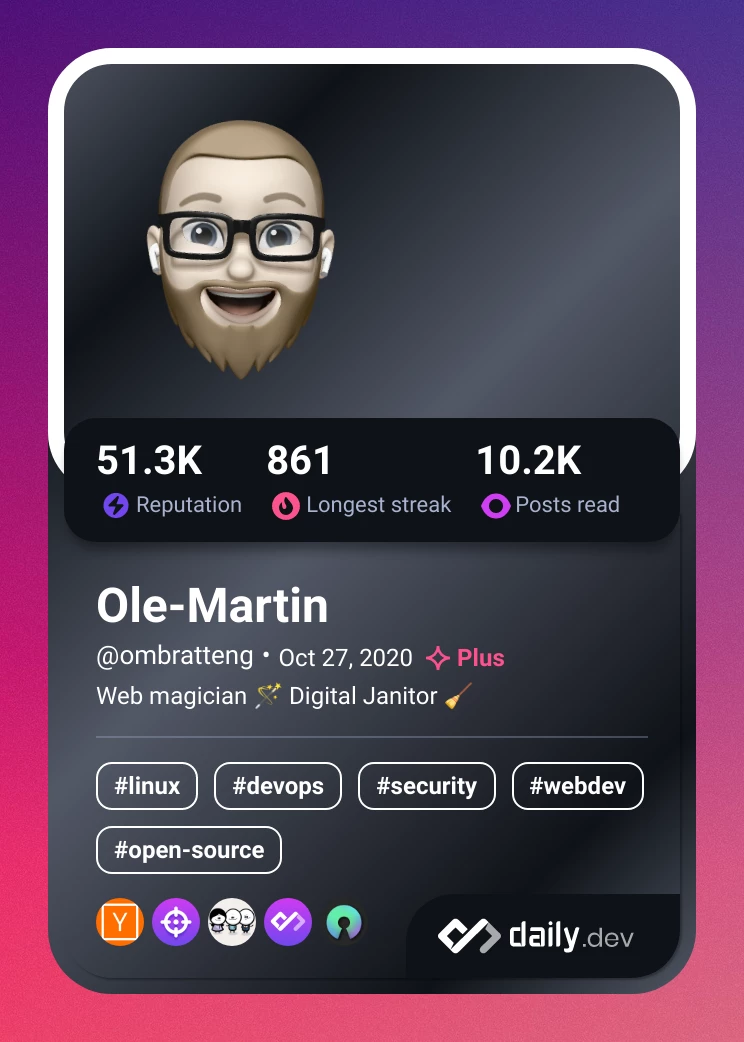 51.3K 861 10.2K
Reputation Longest streak Posts read
Ole-Martin
@ombratteng • Oct 27, 2020 Plus
Web magician 🪄 Digital Janitor 🧹
#linux #devops #security #webdev
#open-source
Y
daily.dev